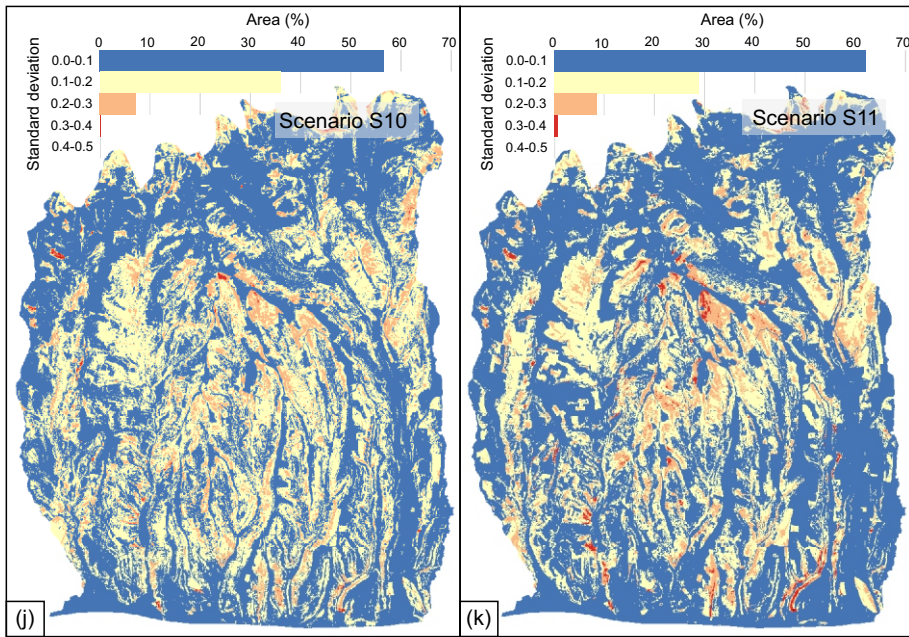 Area (%)
0 10 20 30 40 50 60 70
Standard deviation
0.0-0.1
0.1-0.2
0.2-0.3
0.3-0.4
0.4-0.5
Scenario S10
(j)
Area (%)
0 10 20 30 40 50 60 70
Standard deviation
0.0-0.1
0.1-0.2
0.2-0.3
0.3-0.4
0.4-0.5
Scenario S11
(k)